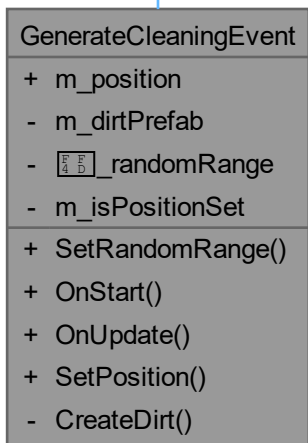 GenerateCleaningEvent
+ m_position
- m_dirtPrefab
- _randomRange
- m_isPositionSet
+ SetRandomRange()
+ OnStart()
+ OnUpdate()
+ SetPosition()
- CreateDirt()